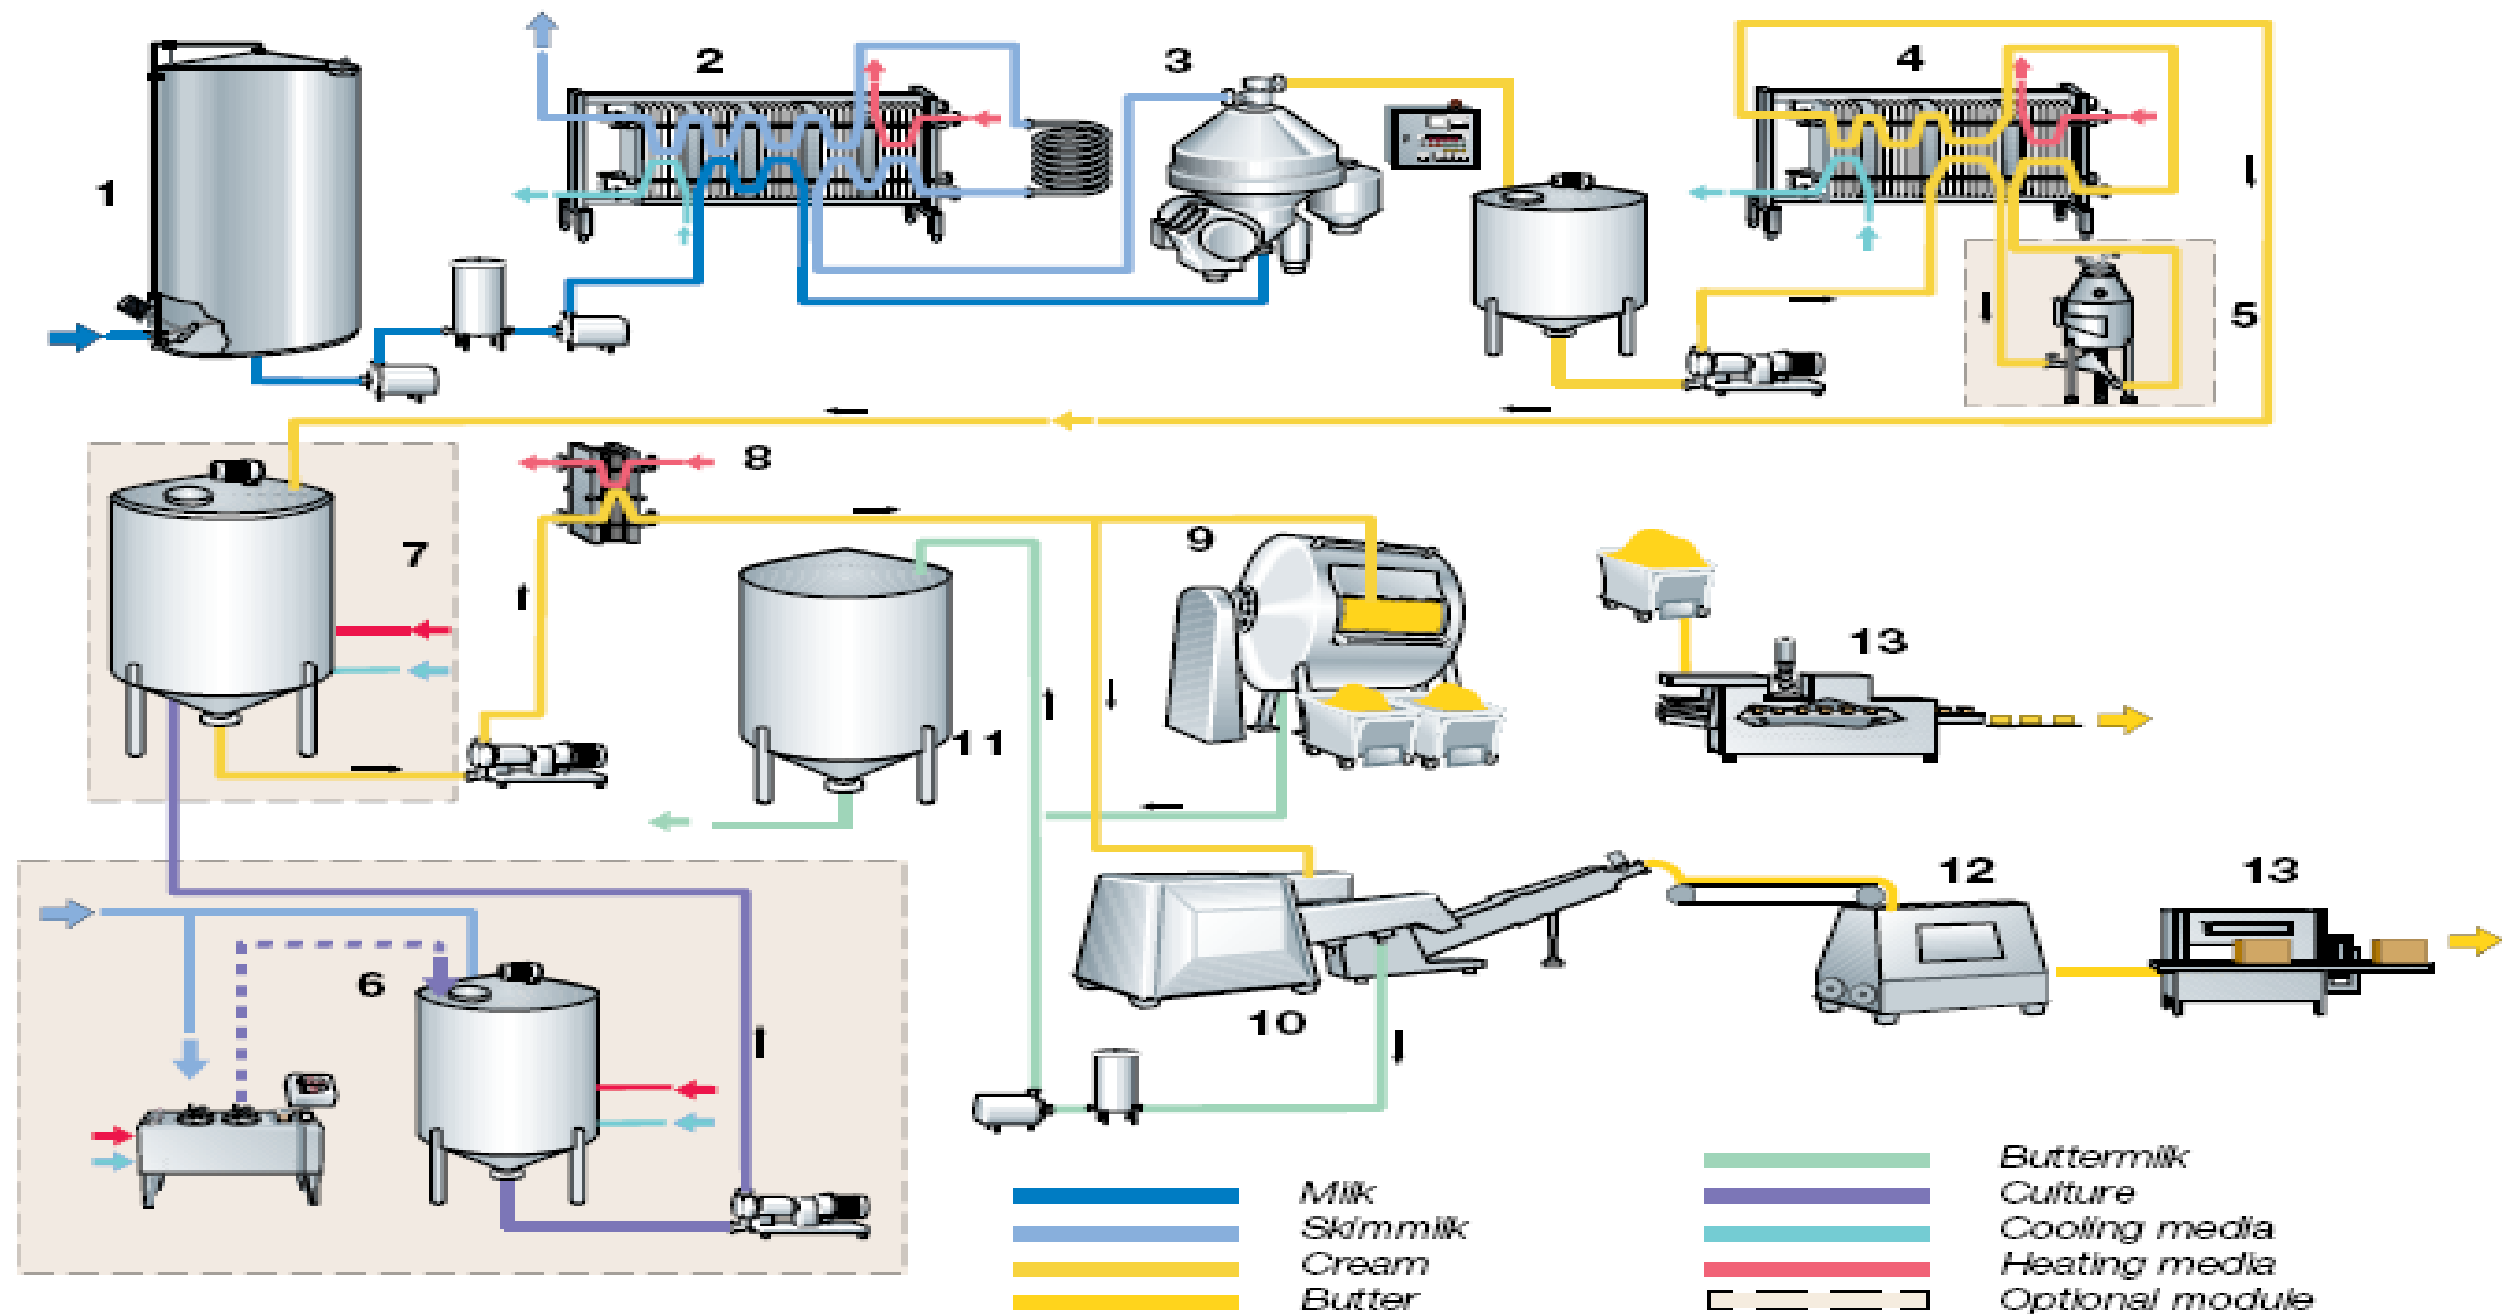 1
2
3
4
5
7
8
9
13
11
6
10
12
13
Milk
Skimmilk
Cream
Butter
Buttermilk
Culture
Cooling media
Heating media
Optional module